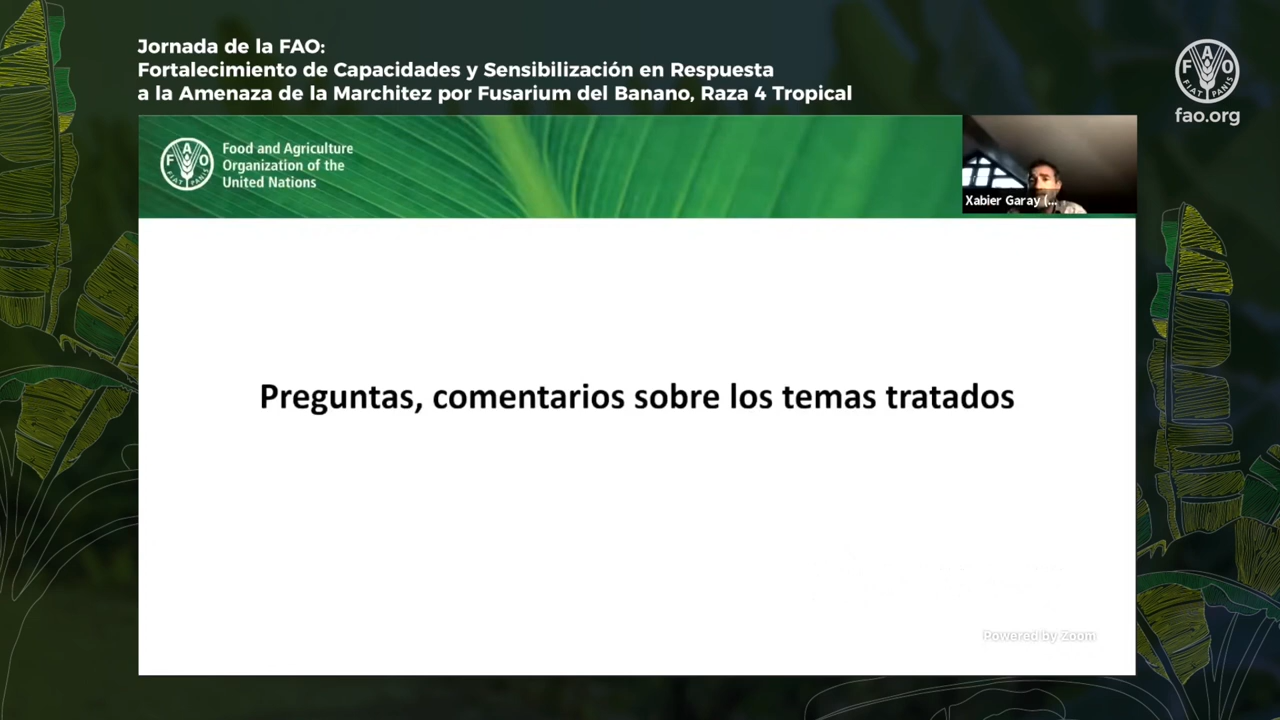 Jornada de la FAO:
Fortalecimiento de Capacidades y Sensibilización en Respuesta
a la Amenaza de la Marchitez por Fusarium del Banano, Raza 4 Tropical
F A O
FIAT PANIS
fao.org
F A O
FIAT PANIS
Food and Agriculture
Organization of the
United Nations
Xabier Garay (...
Preguntas, comentarios sobre los temas tratados
Powered by Zoom